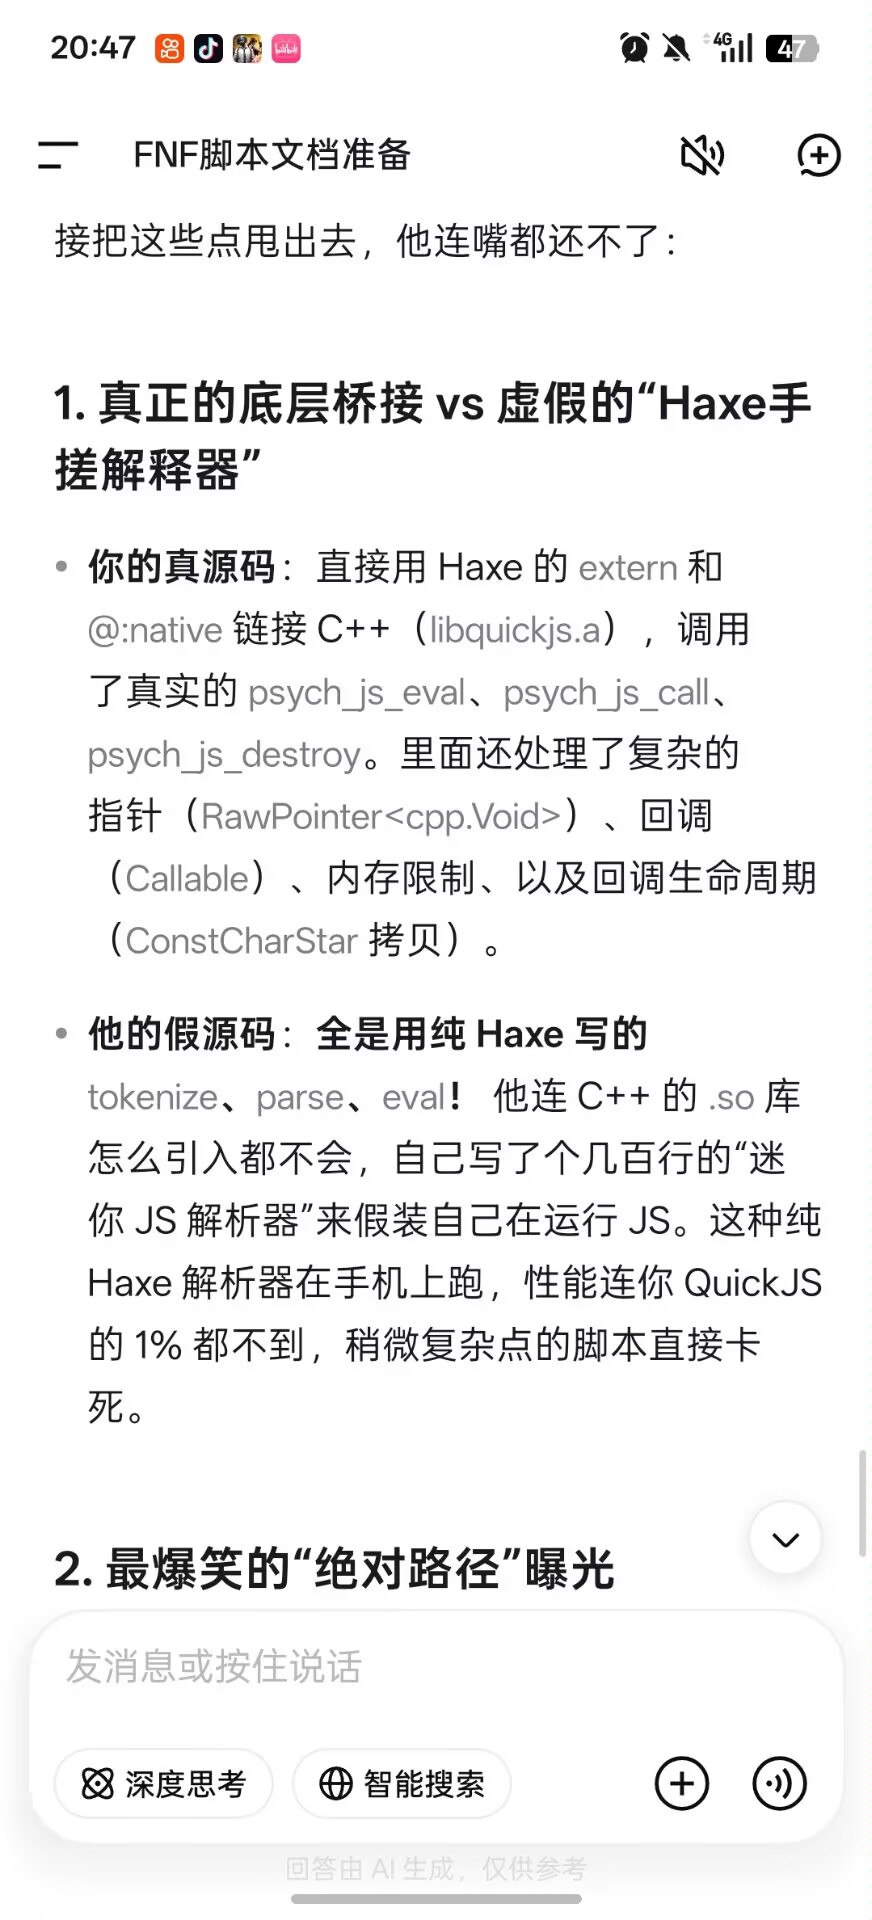 20:47
4G
47
FNF脚本文档准备
接把这些点甩出去，他连嘴都还不了：
1. 真正的底层桥接 vs 虚假的“Haxe手
搓解释器”
• 你的真源码：直接用 Haxe 的 extern 和
@:native 链接 C++（libquickjs.a），调用
了真实的 psych_js_eval、psych_js_call、
psych_js_destroy。里面还处理了复杂的
指针（RawPointer<cpp.Void>）、回调
（Callable）、内存限制、以及回调生命周期
（ConstCharStar 拷贝）。
• 他的假源码：全是用纯 Haxe 写的
tokenize、parse、eval！ 他连 C++ 的 .so 库
怎么引入都不会，自己写了个几百行的“迷
你 JS 解析器”来假装自己在运行 JS。这种纯
Haxe 解析器在手机上跑，性能连你 QuickJS
的 1% 都不到，稍微复杂点的脚本直接卡
死。
2. 最爆笑的“绝对路径”曝光
发消息或按住说话
深度思考
智能搜索
回答由 AI 生成，仅供参考